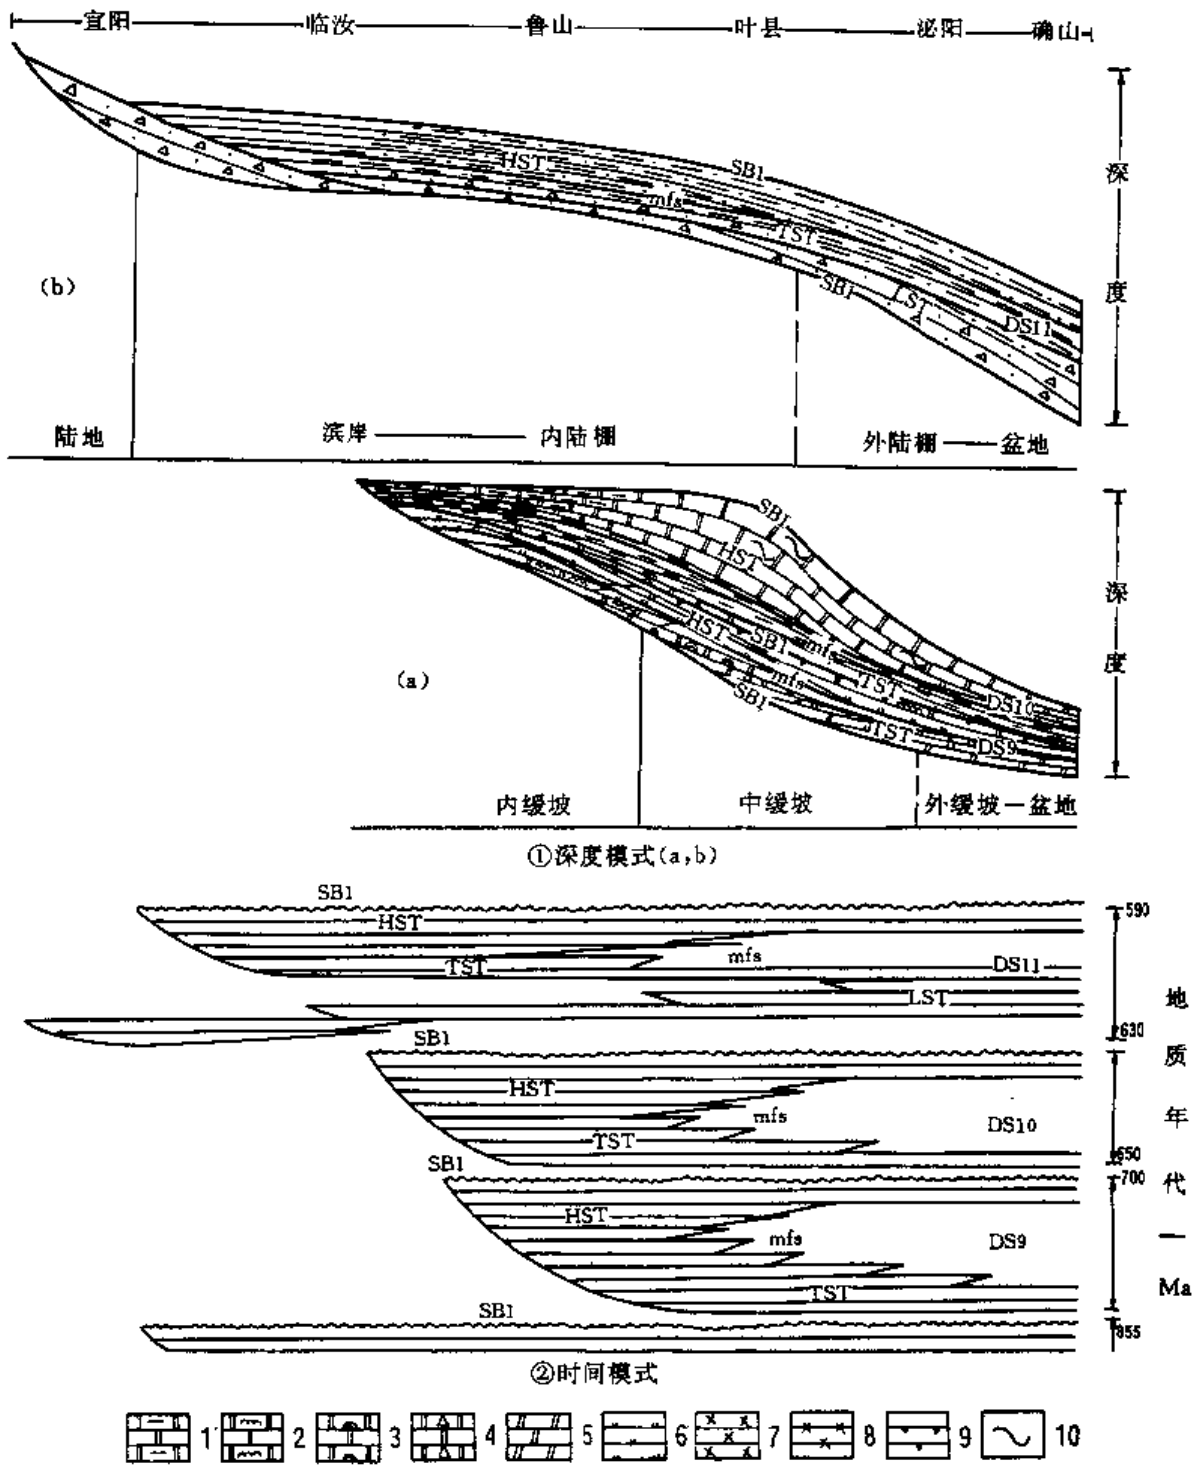 宜阳 临汝 鲁山 叶县 泌阳 确山
SB1
HST
mfs
TST
SB1
LST
DS11
深度
(b)
陆地 滨岸 内陆棚 外陆棚 盆地
SB1
HST
HST
SB1
mfs
mfs
TST
SB1
TST
DS10
DS9
深度
(a)
内缓坡 中缓坡 外缓坡—盆地
①深度模式(a,b)
SB1
590
HST
mfs
TST
DS11
LST
630
SB1
HST
mfs
DS10
TST
650
SB1
700
HST
mfs
DS9
TST
SB1
855
地质年代—Ma
②时间模式
1 2 3 4 5 6 7 8 9 10